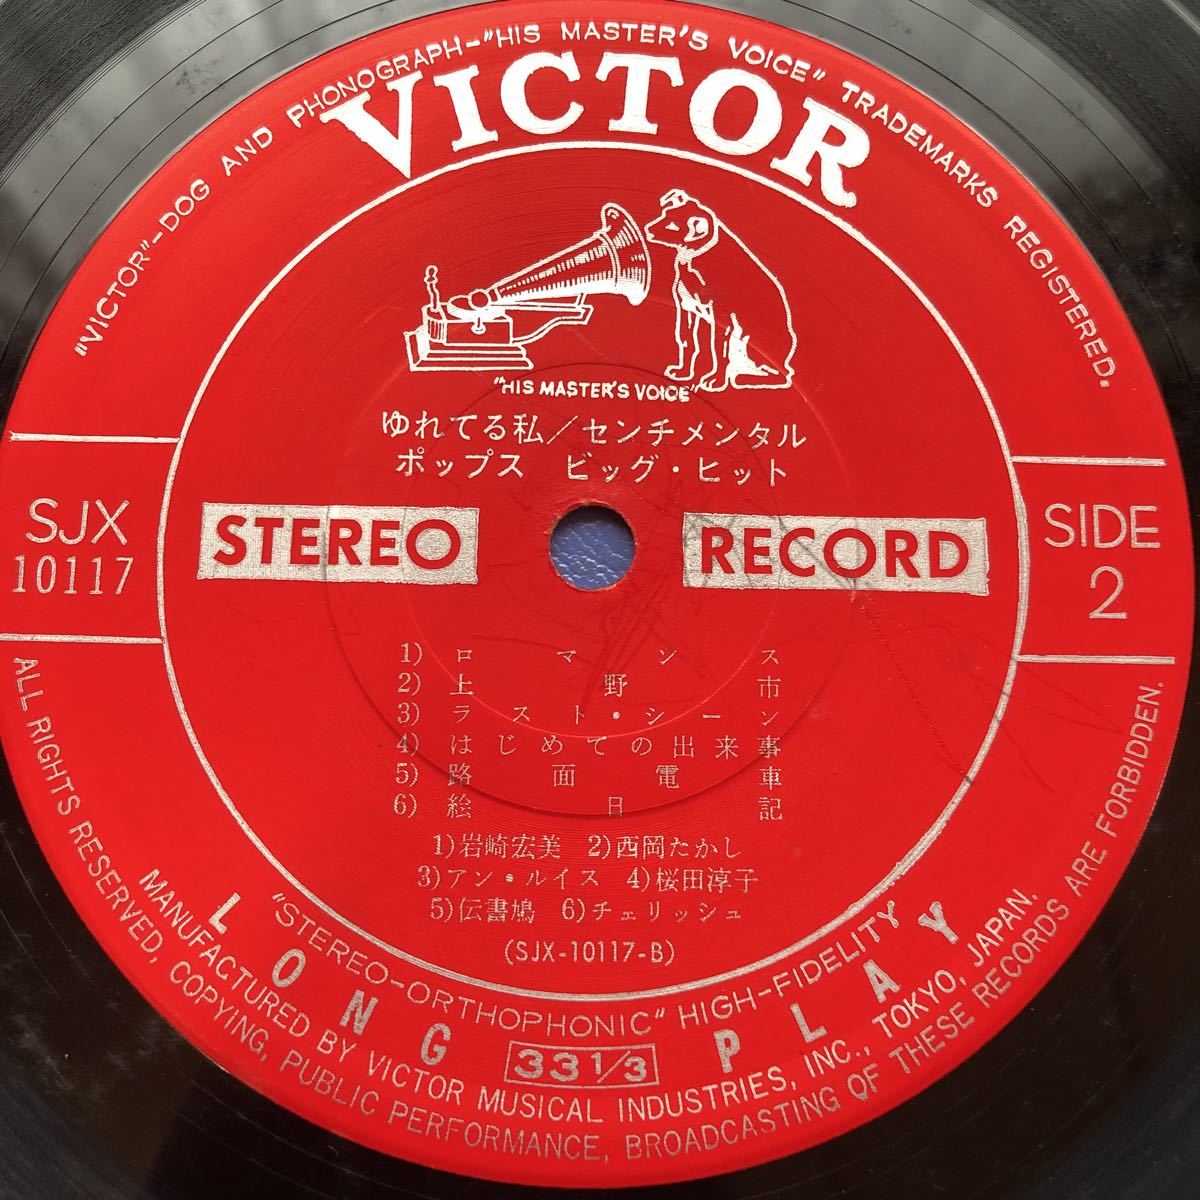 "VICTOR"-DOG AND PHONOGRAPH-"HIS MASTER'S VOICE" TRADEMARKS REGISTERED.
VICTOR
"HIS MASTER'S VOICE"
ゆれてる私/センチメンタル
ポップス ビッグ・ヒット
SJX
10117
STEREO RECORD
SIDE
2
1) ロマンス
2) 上野市
3) ラスト・シーン
4) はじめての出来事
5) 路面電車
6) 絵日記
1)岩崎宏美 2)西岡たかし
3)アン・ルイス 4)桜田淳子
5)伝書鳩 6)チェリッシュ
(SJX-10117-B)
"STEREO-ORTHOPHONIC" HIGH-FIDELITY
LONG PLAY
33 1/3
MANUFACTURED BY VICTOR MUSICAL INDUSTRIES, INC., TOKYO, JAPAN.
ALL RIGHTS RESERVED, COPYING, PUBLIC PERFORMANCE, BROADCASTING OF THESE RECORDS ARE FORBIDDEN.